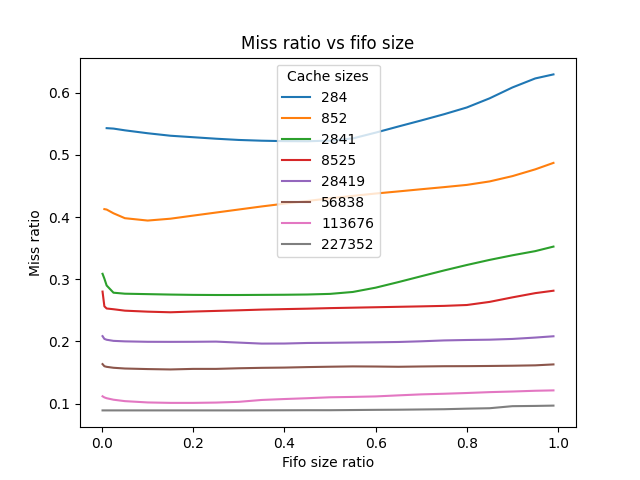 Miss ratio vs fifo size
Cache sizes
284
852
2841
8525
28419
56838
113676
227352
Miss ratio
0.6
0.5
0.4
0.3
0.2
0.1
0.0 0.2 0.4 0.6 0.8 1.0
Fifo size ratio